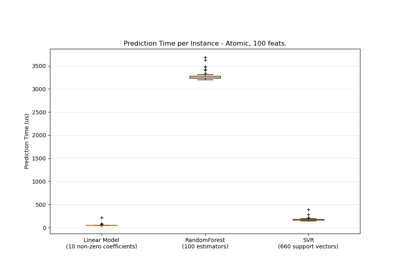 Prediction Time per Instance - Atomic, 100 feats.
3500
3000
2500
2000
1500
1000
500
0
Prediction Time (us)
Linear Model
(10 non-zero coefficients)
RandomForest
(100 estimators)
SVR
(660 support vectors)